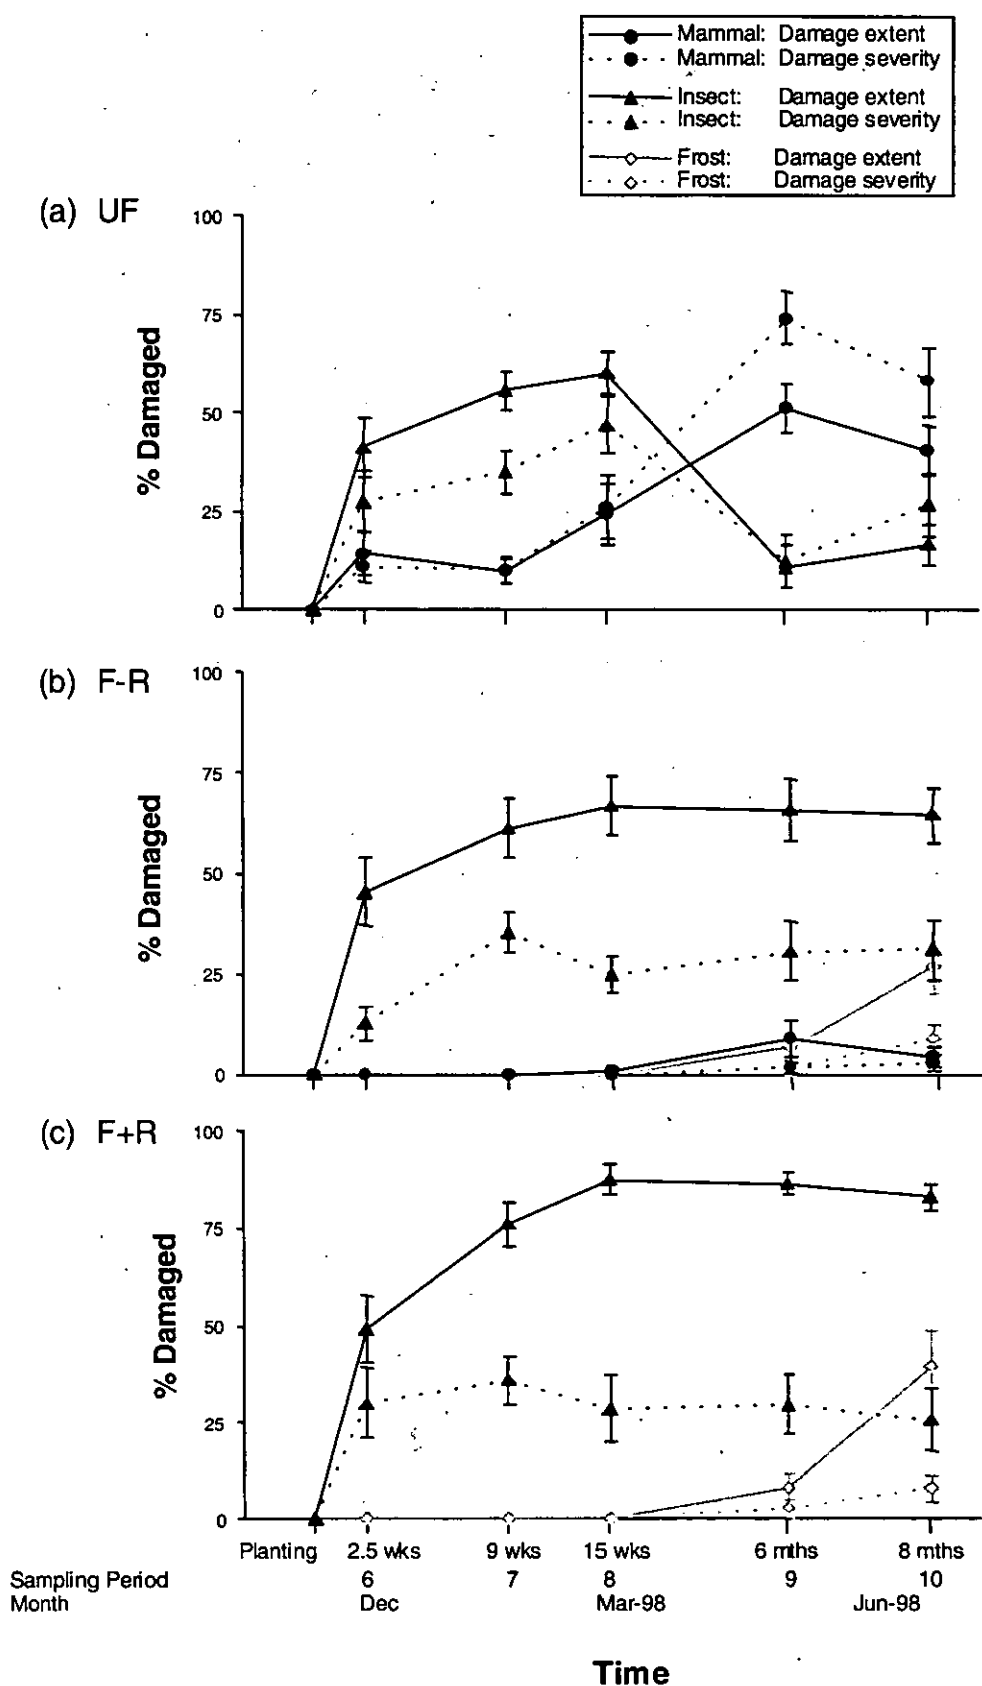 Mammal: Damage extent
Mammal: Damage severity
Insect: Damage extent
Insect: Damage severity
Frost: Damage extent
Frost: Damage severity
(a) UF
100
75
50
25
0
% Damaged
(b) F-R
100
75
50
25
0
% Damaged
(c) F+R
100
75
50
25
0
% Damaged
Planting 2.5 wks 9 wks 15 wks 6 mths 8 mths
Sampling Period 6 7 8 9 10
Month Dec Mar-98 Jun-98
Time